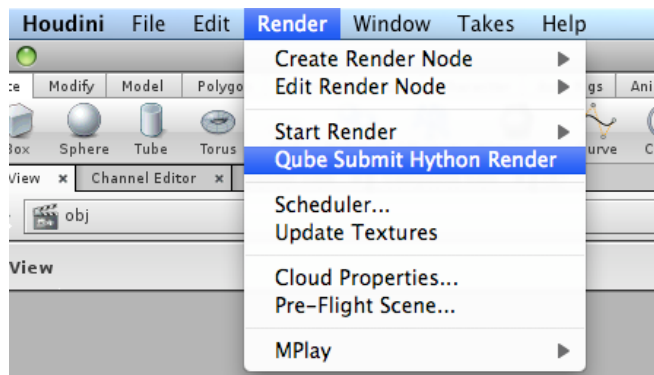 Houdini File Edit Render Window Takes Help
Create Render Node
Edit Render Node
Modify Model
Start Render
Sphere Tube Torus
Qube Submit Hython Render
View Channel Editor
Scheduler...
obj
Update Textures
View
Cloud Properties...
Pre-Flight Scene...
MPlay